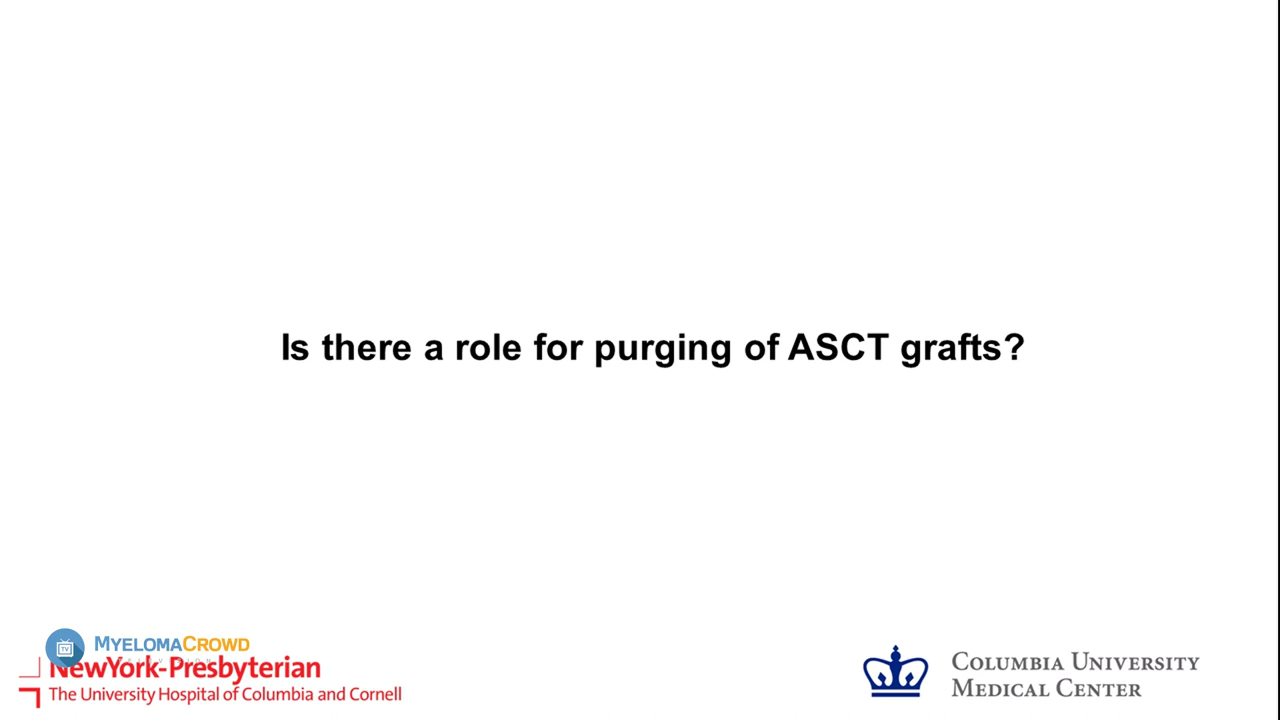 Is there a role for purging of ASCT grafts?
MYELOMACROWD
TV
NewYork-Presbyterian
The University Hospital of Columbia and Cornell
COLUMBIA UNIVERSITY
MEDICAL CENTER